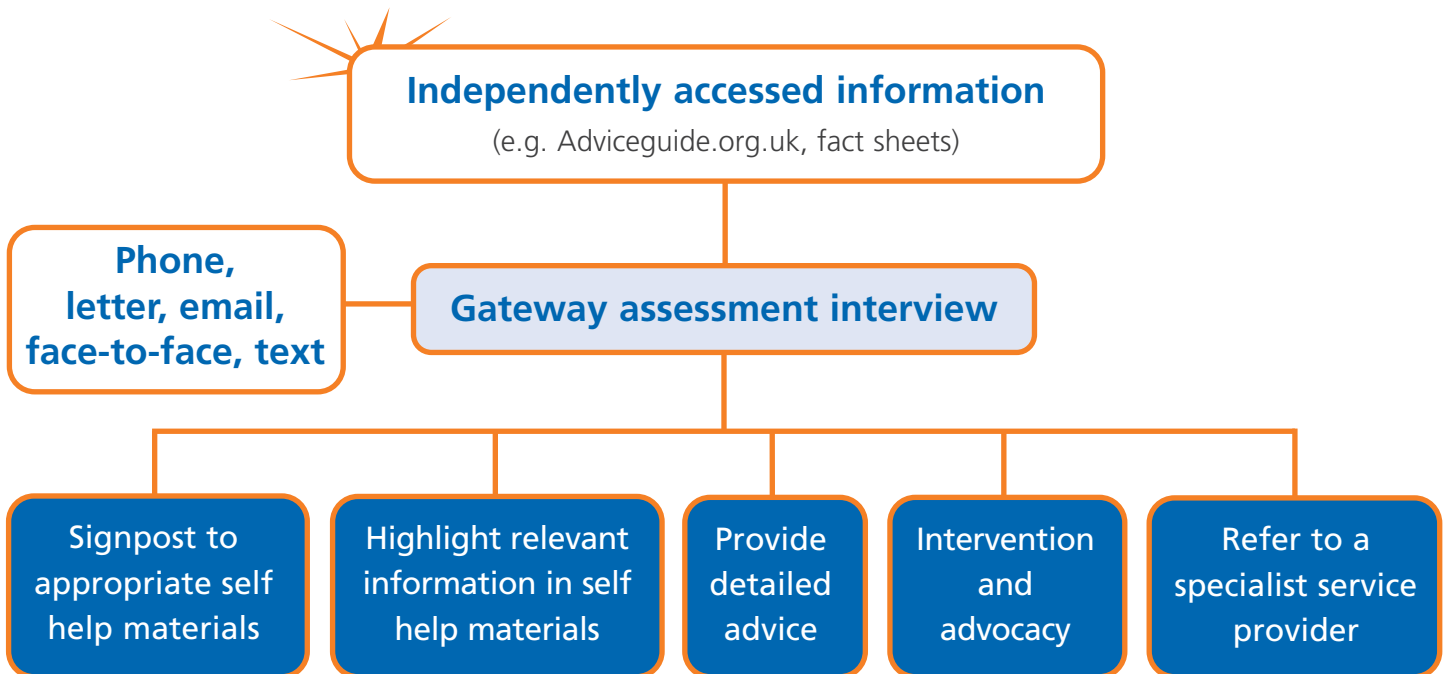 Independently accessed information
(e.g. Adviceguide.org.uk, fact sheets)
Phone,
letter, email,
face-to-face, text
Gateway assessment interview
Signpost to
appropriate self
help materials
Highlight relevant
information in self
help materials
Provide
detailed
advice
Intervention
and
advocacy
Refer to a
specialist service
provider